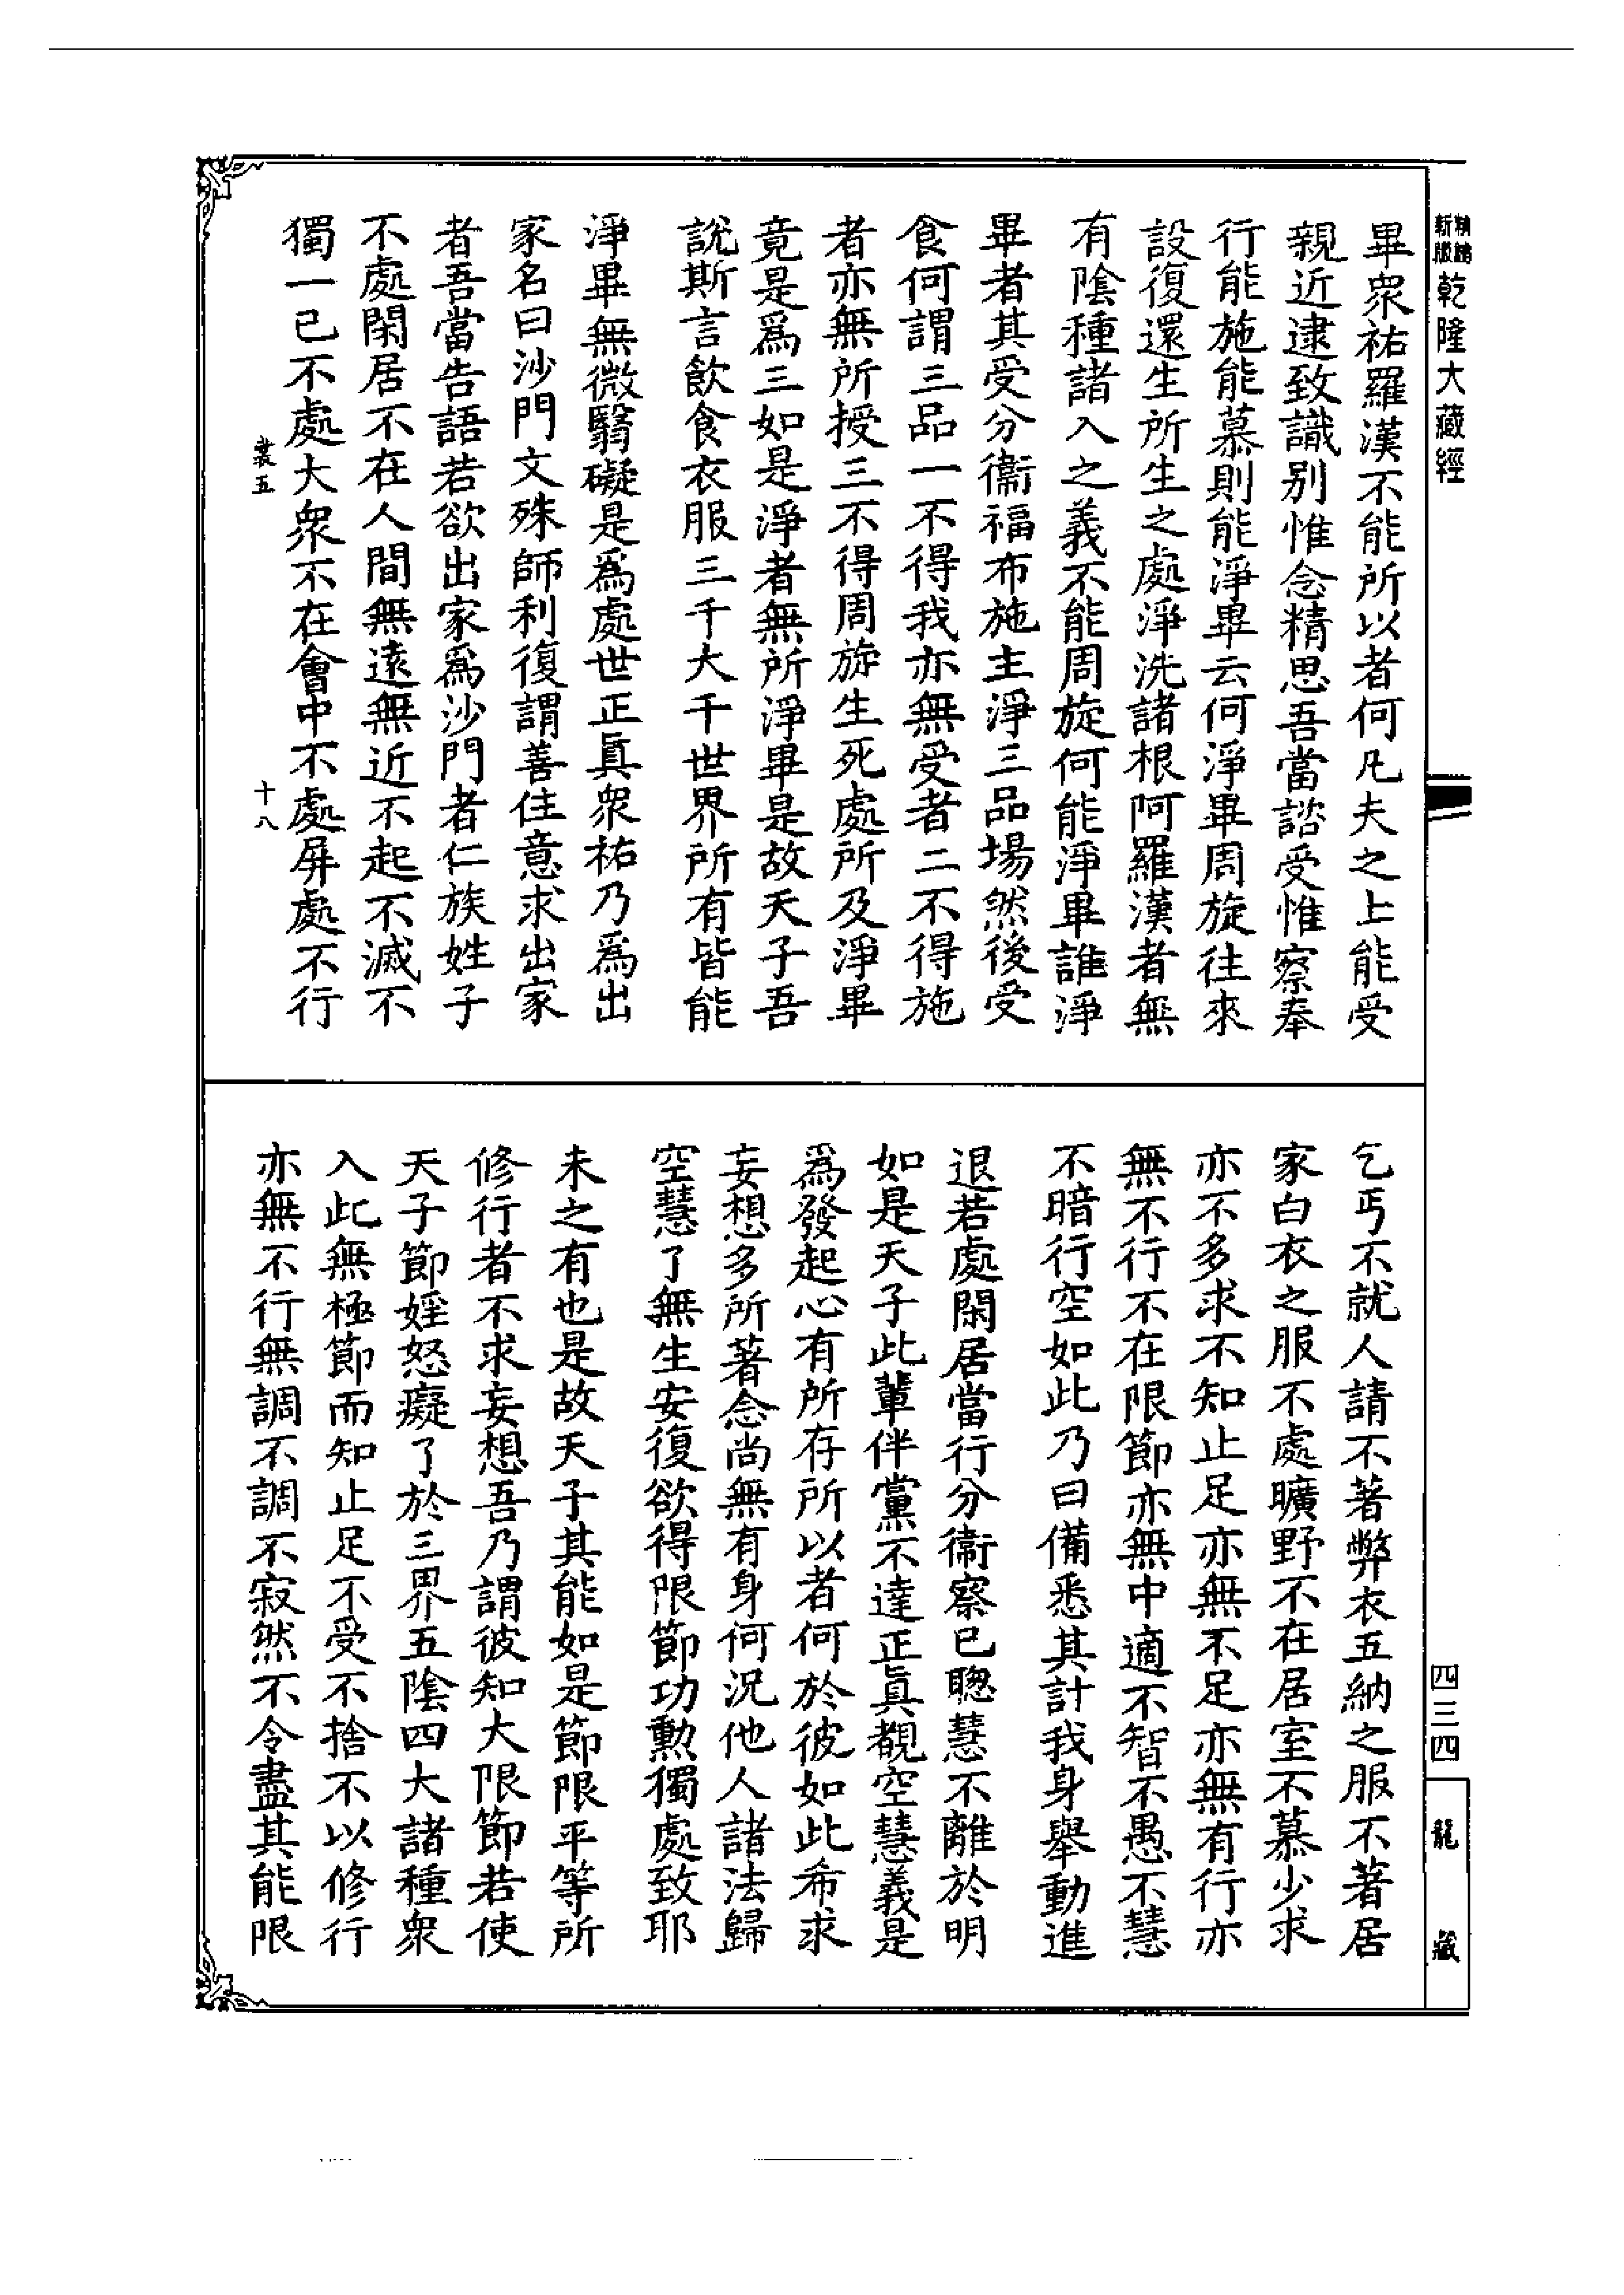 新版
精縮
乾隆大藏經
畢衆祐羅漢不能所以者何凡夫之上能受
親近逮致識别惟念精思吾當諮受惟察奉
行能施能慕則能淨畢云何淨畢周旋往來
設復還生所生之處淨洗諸根阿羅漢者無
有陰種諸入之義不能周旋何能淨畢誰淨
畢者其受分衞福布施主淨三品場然後受
食何謂三品一不得我亦無受者二不得施
者亦無所授三不得周旋生死處所及淨畢
竟是爲三如是淨者無所淨畢是故天子吾
說斯言飲食衣服三千大千世界所有皆能
淨畢無微翳礙是爲處世正眞衆祐乃爲出
家名曰沙門文殊師利復謂善住意求出家
者吾當告語若欲出家爲沙門者仁族姓子
不處閑居不在人間無遠無近不起不滅不
獨一己不處大衆不在會中不處屏處不行
裳五
十八
乞丐不就人請不著弊衣五納之服不著居
家白衣之服不處曠野不在居室不慕少求
亦不多求不知止足亦無不足亦無有行亦
無不行不在限節亦無中適不智不愚不慧
不暗行空如此乃曰備悉其計我身舉動進
退若處閑居當行分衞察已聰慧不離於明
如是天子此輩伴黨不達正眞覩空慧義是
爲發起心有所存所以者何於彼如此希求
妄想多所著念尚無有身何況他人諸法歸
空慧了無生安復欲得限節功勲獨處致耶
未之有也是故天子其能如是節限平等所
修行者不求妄想吾乃謂彼知大限節若使
天子節婬怒癡了於三界五陰四大諸種衆
入此無極節而知止足不受不捨不以修行
亦無不行無調不調不寂然不令盡其能限
四三四
龍藏